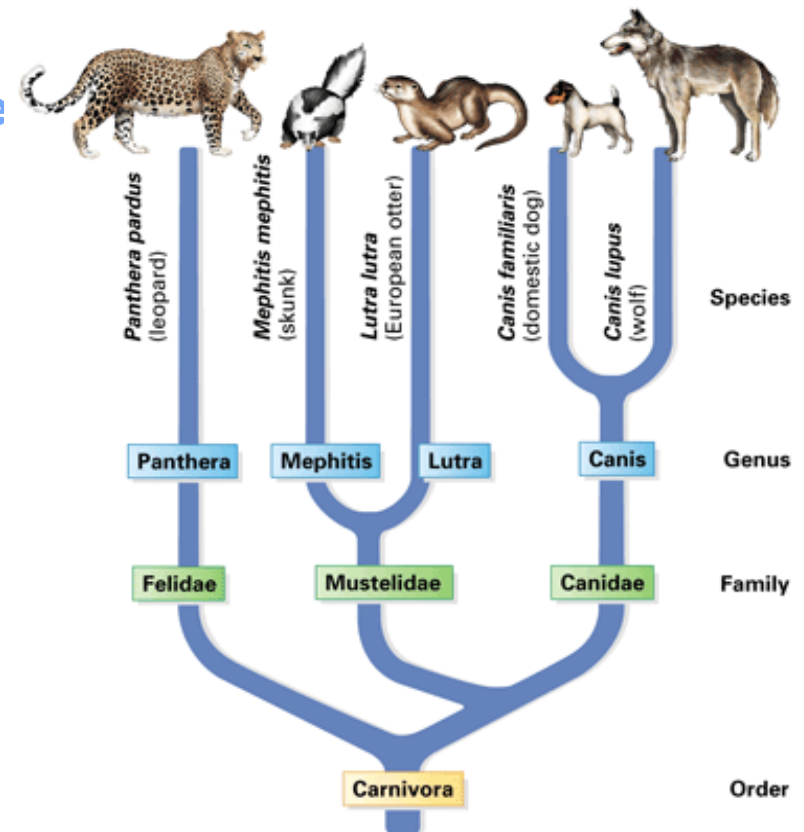 Panthera pardus
(leopard)
Mephitis mephitis
(skunk)
Lutra lutra
(European otter)
Canis familiaris
(domestic dog)
Canis lupus
(wolf)
Species
Panthera
Mephitis
Lutra
Canis
Genus
Felidae
Mustelidae
Canidae
Family
Carnivora
Order